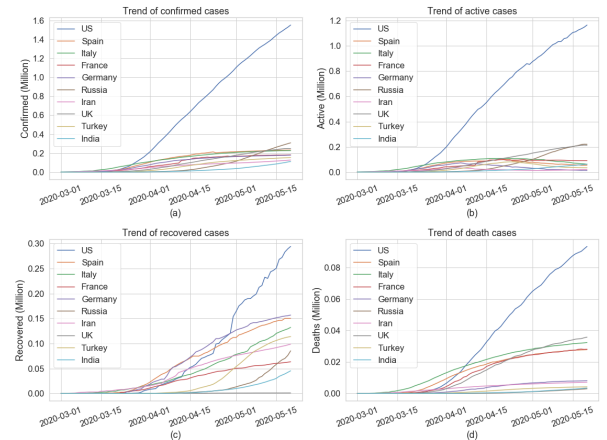 Trend of confirmed cases
Confirmed (Million)
1.6
1.4
1.2
1.0
0.8
0.6
0.4
0.2
0.0
US
Spain
Italy
France
Germany
Russia
Iran
UK
Turkey
India
2020-03-01
2020-03-15
2020-04-01
2020-04-15
2020-05-01
2020-05-15
(a)
Trend of active cases
Active (Million)
1.2
1.0
0.8
0.6
0.4
0.2
0.0
US
Spain
Italy
France
Germany
Russia
Iran
UK
Turkey
India
2020-03-01
2020-03-15
2020-04-01
2020-04-15
2020-05-01
2020-05-15
(b)
Trend of recovered cases
Recovered (Million)
0.30
0.25
0.20
0.15
0.10
0.05
0.00
US
Spain
Italy
France
Germany
Russia
Iran
UK
Turkey
India
2020-03-01
2020-03-15
2020-04-01
2020-04-15
2020-05-01
2020-05-15
(c)
Trend of death cases
Deaths (Million)
0.08
0.06
0.04
0.02
0.00
US
Spain
Italy
France
Germany
Russia
Iran
UK
Turkey
India
2020-03-01
2020-03-15
2020-04-01
2020-04-15
2020-05-01
2020-05-15
(d)